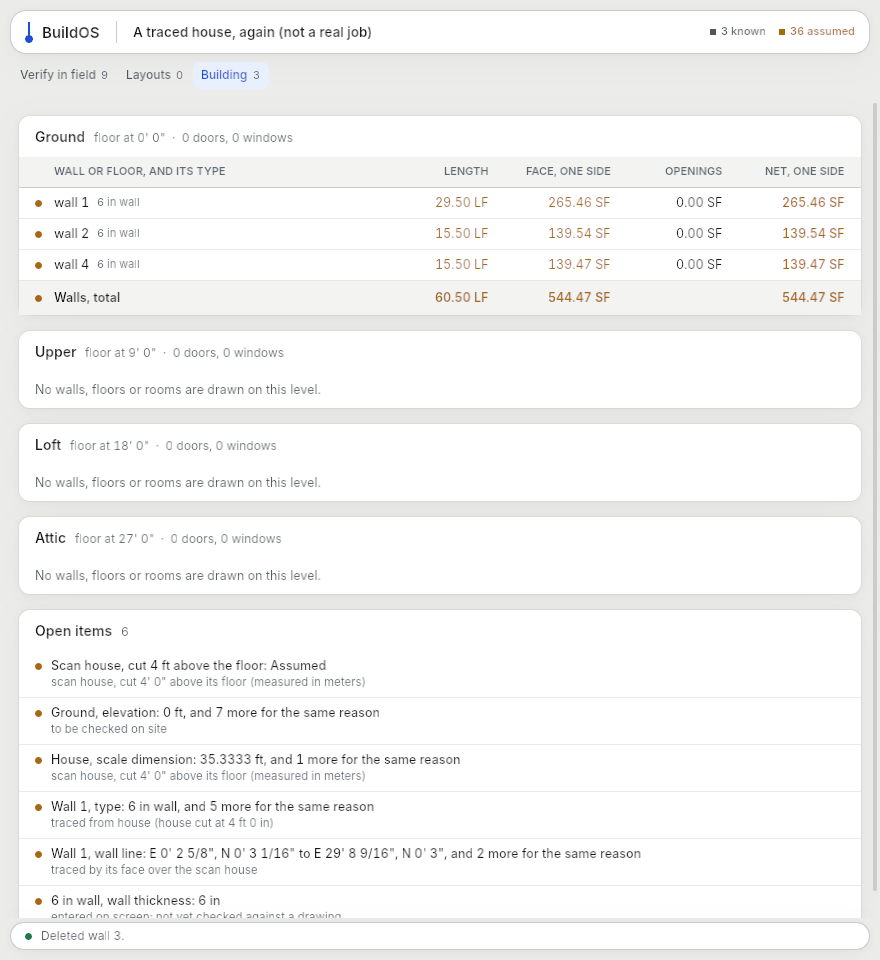 BuildOS
A traced house, again (not a real job)
3 known
36 assumed
Verify in field 9
Layouts 0
Building 3
Ground floor at 0' 0" · 0 doors, 0 windows
WALL OR FLOOR, AND ITS TYPE LENGTH FACE, ONE SIDE OPENINGS NET, ONE SIDE
wall 1 6 in wall 29.50 LF 265.46 SF 0.00 SF 265.46 SF
wall 2 6 in wall 15.50 LF 139.54 SF 0.00 SF 139.54 SF
wall 4 6 in wall 15.50 LF 139.47 SF 0.00 SF 139.47 SF
Walls, total 60.50 LF 544.47 SF 544.47 SF
Upper floor at 9' 0" · 0 doors, 0 windows
No walls, floors or rooms are drawn on this level.
Loft floor at 18' 0" · 0 doors, 0 windows
No walls, floors or rooms are drawn on this level.
Attic floor at 27' 0" · 0 doors, 0 windows
No walls, floors or rooms are drawn on this level.
Open items 6
Scan house, cut 4 ft above the floor: Assumed
scan house, cut 4' 0" above its floor (measured in meters)
Ground, elevation: 0 ft, and 7 more for the same reason
to be checked on site
House, scale dimension: 35.3333 ft, and 1 more for the same reason
scan house, cut 4' 0" above its floor (measured in meters)
Wall 1, type: 6 in wall, and 5 more for the same reason
traced from house (house cut at 4 ft 0 in)
Wall 1, wall line: E 0' 2 5/8", N 0' 3 1/16" to E 29' 8 9/16", N 0' 3", and 2 more for the same reason
traced by its face over the scan house
6 in wall, wall thickness: 6 in
entered on screen; not yet checked against a drawing
Deleted wall 3.